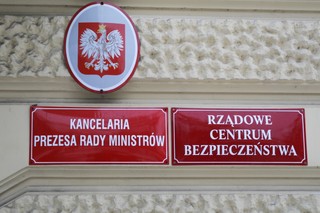 KANCELARIA
PREZESA RADY MINISTRÓW
RZĄDOWE
CENTRUM
BEZPIECZEŃSTWA